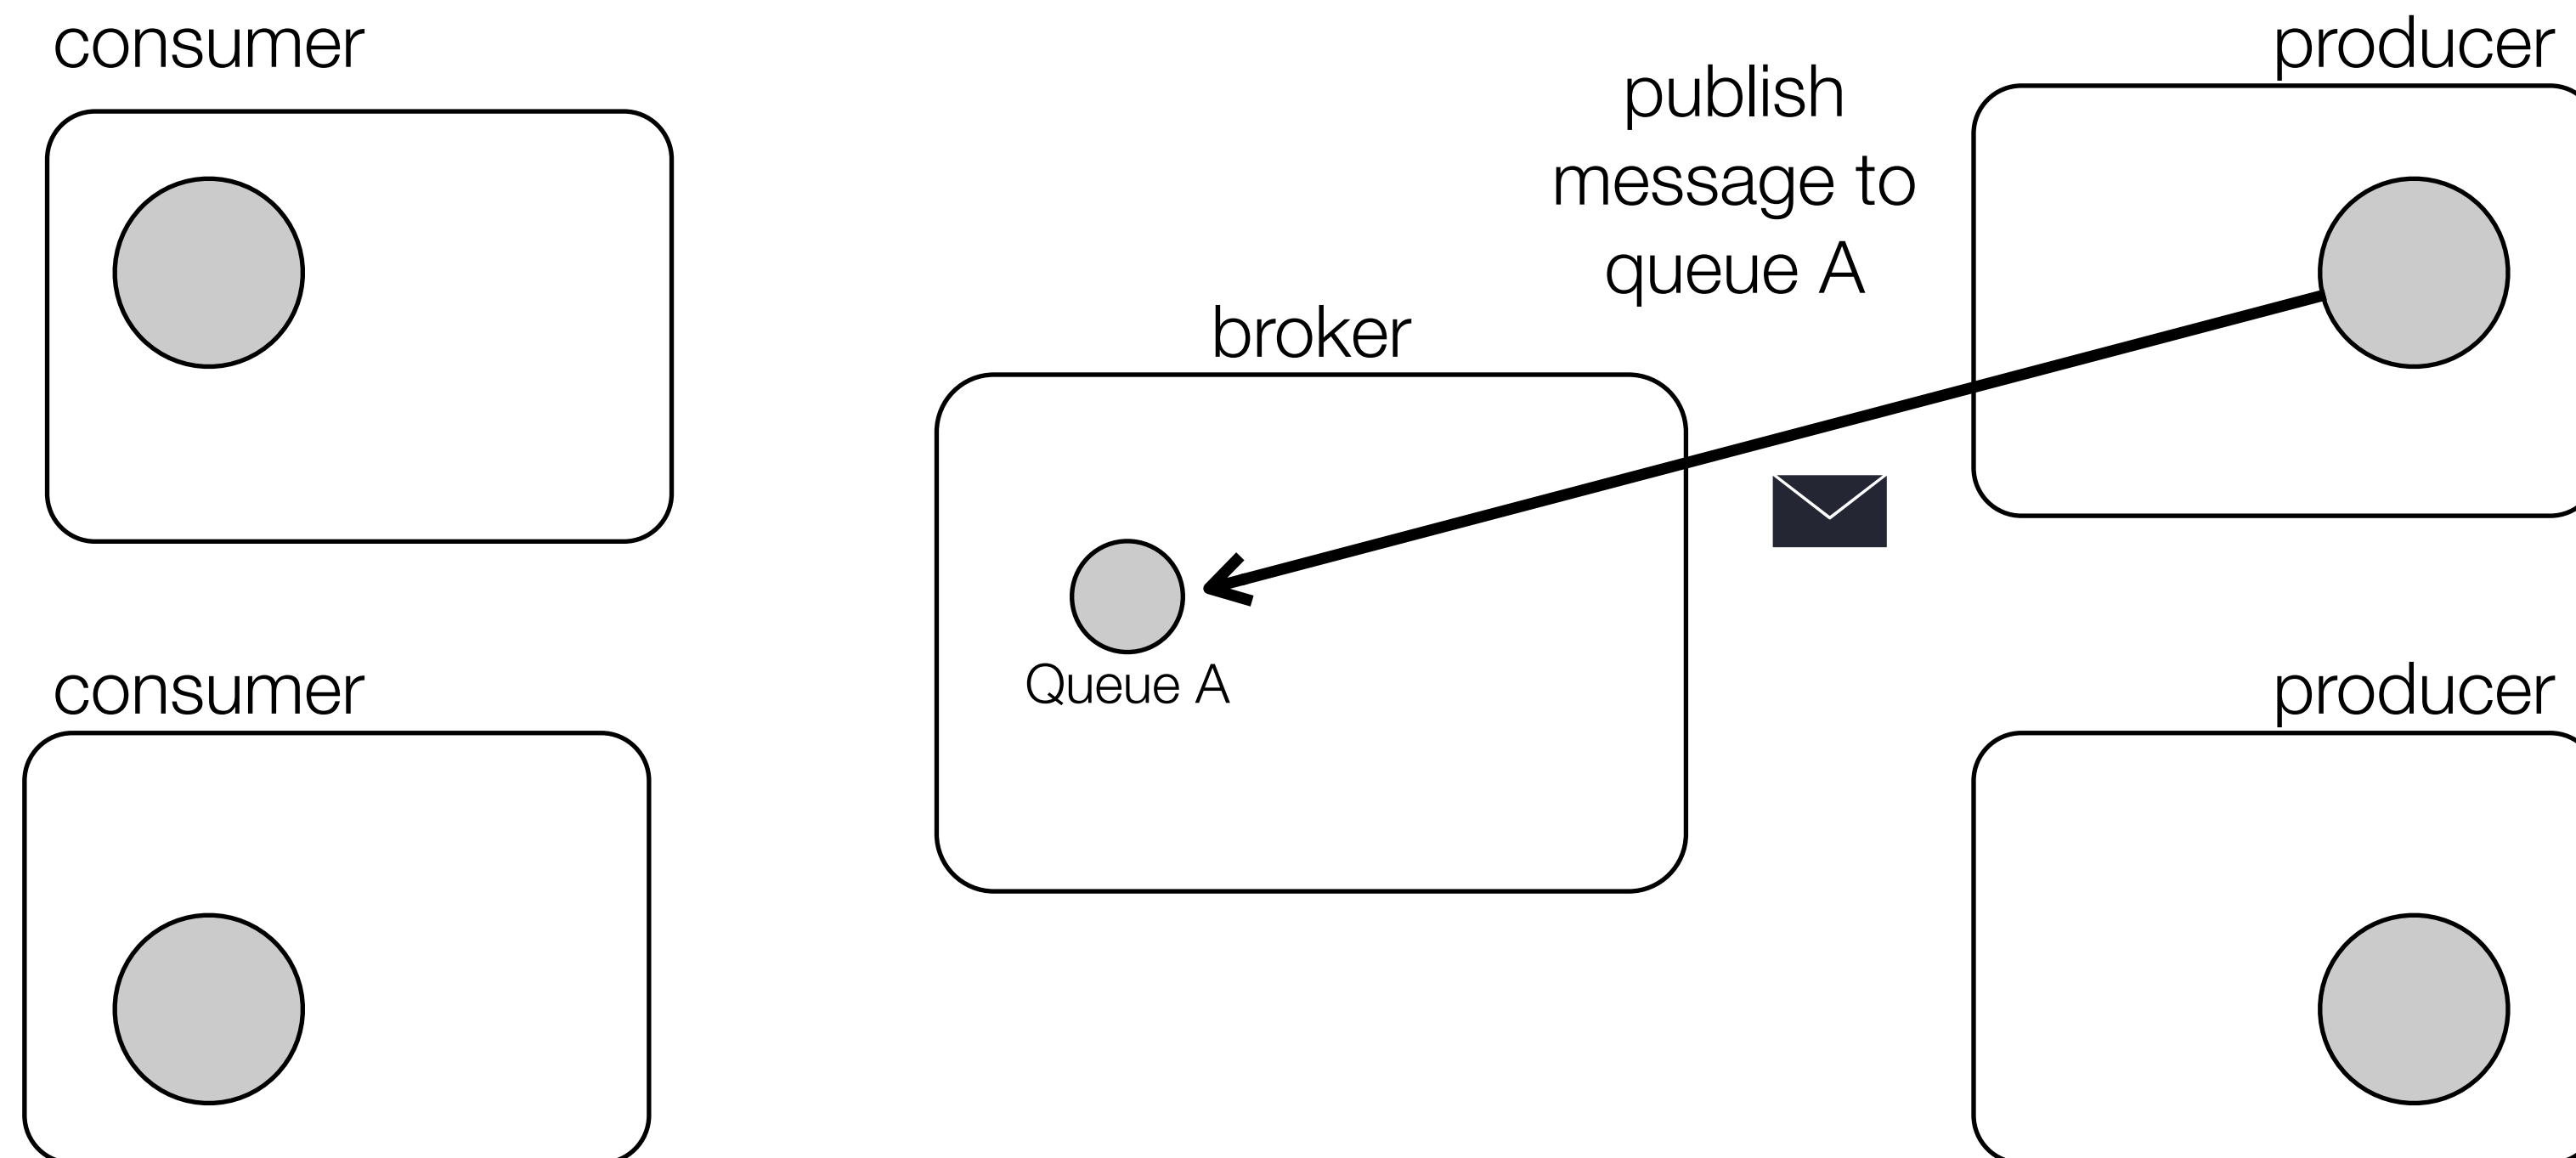 consumer
producer
publish
message to
queue A
broker
Queue A
consumer
producer